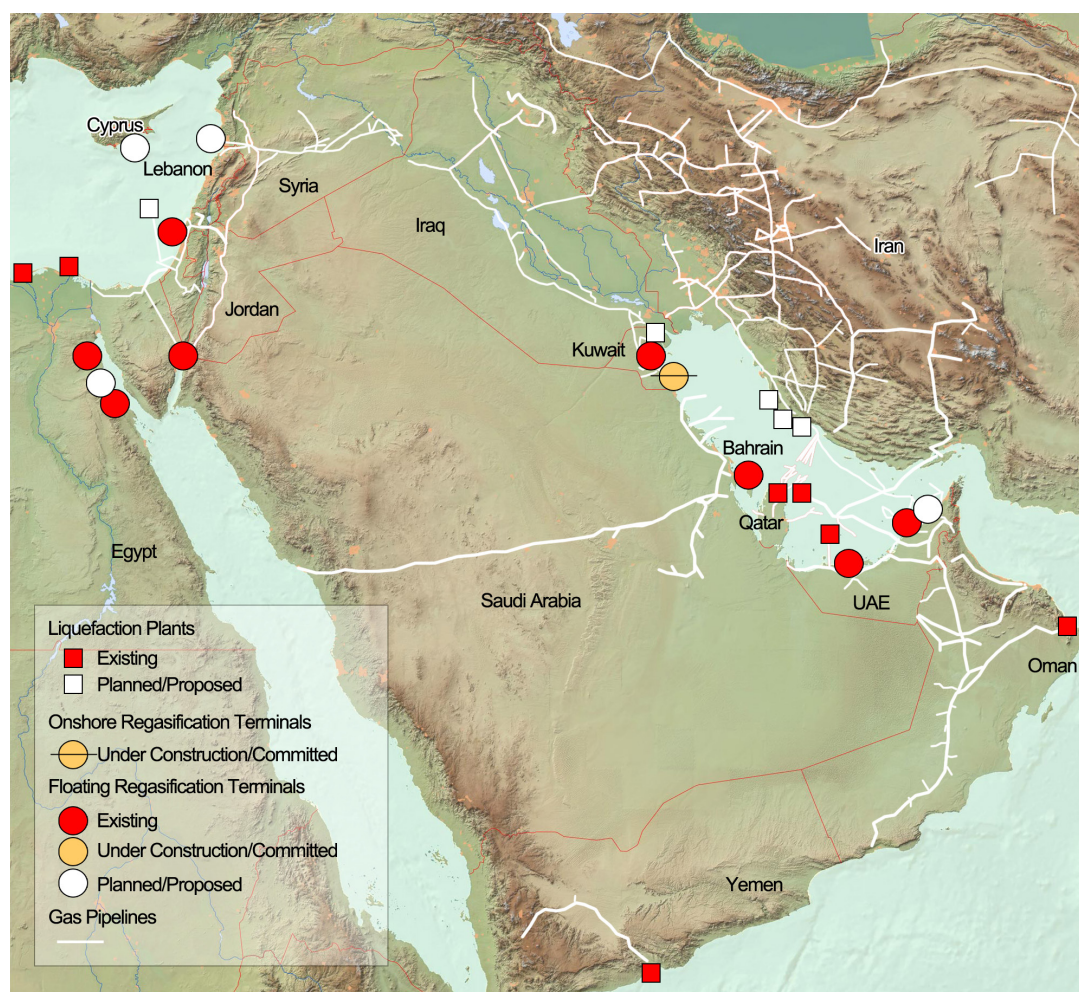 Cyprus
Lebanon
Syria
Iraq
Iran
Jordan
Kuwait
Bahrain
Qatar
Egypt
Saudi Arabia
UAE
Oman
Yemen
Liquefaction Plants
Existing
Planned/Proposed
Onshore Regasification Terminals
Under Construction/Committed
Floating Regasification Terminals
Existing
Under Construction/Committed
Planned/Proposed
Gas Pipelines